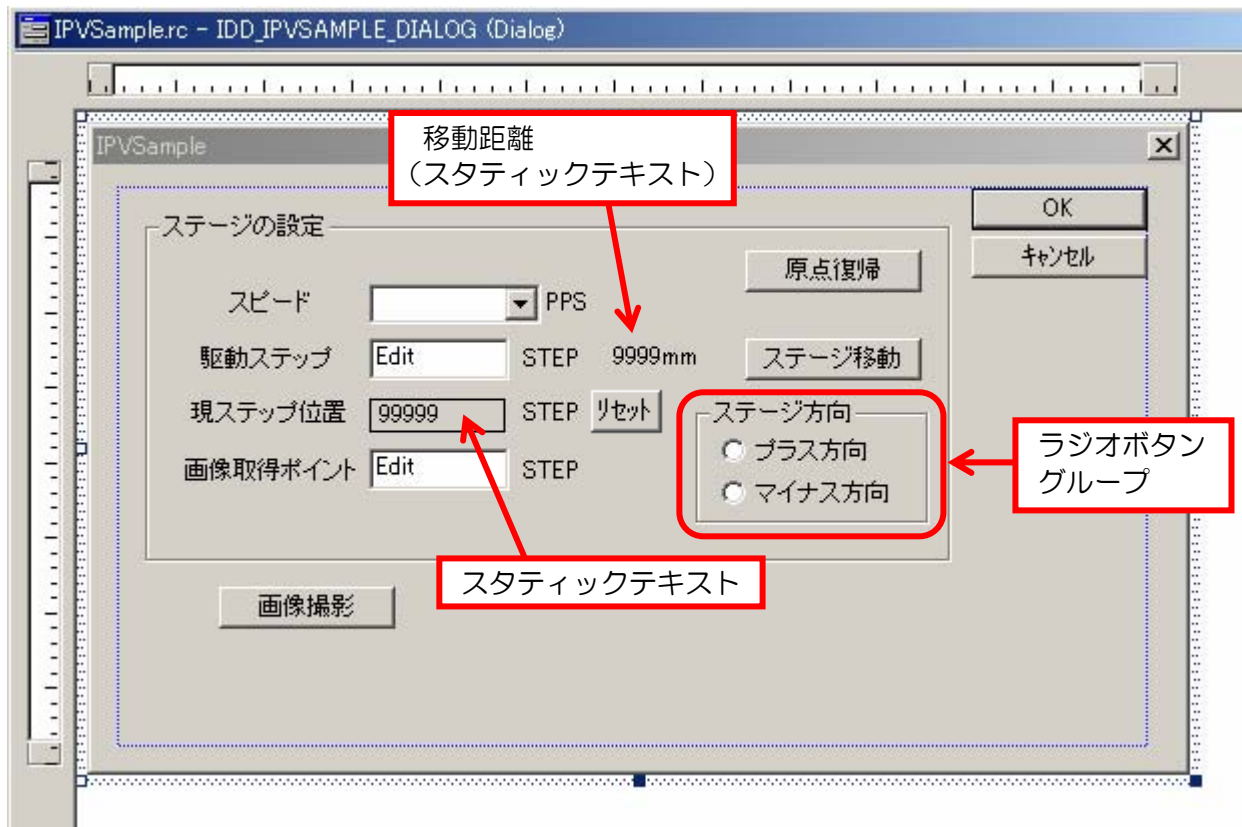 IPVSample.rc - IDD_IPVSAMPLE_DIALOG (Dialog)
IPVSample
移動距離
（スタティックテキスト）
OK
キャンセル
ステージの設定
原点復帰
スピード
PPS
駆動ステップ
Edit
STEP
9999mm
ステージ移動
現ステップ位置
99999
STEP
リセット
ステージ方向
プラス方向
マイナス方向
ラジオボタン
グループ
画像取得ポイント
Edit
STEP
スタティックテキスト
画像撮影